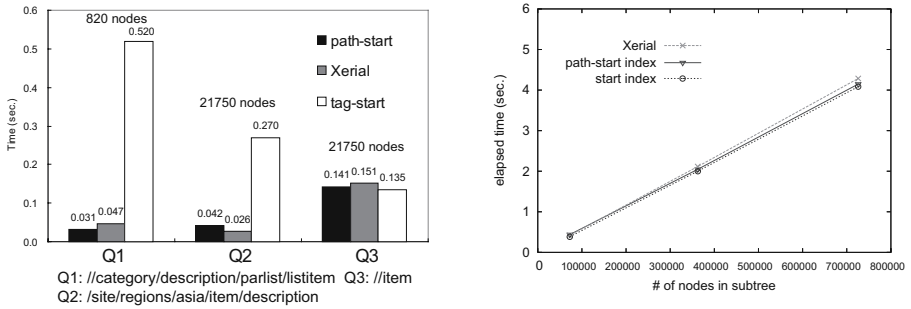 0.6
0.5
0.4
0.3
0.2
0.1
0.0
Time (sec.)
820 nodes
0.520
path-start
Xerial
tag-start
21750 nodes
0.270
21750 nodes
0.031
0.047
0.042
0.026
0.141
0.151
0.135
Q1
Q2
Q3
Q1: //category/description/parlist/listitem Q3: //item
Q2: /site/regions/asia/item/description
6
5
4
3
2
1
0
elapsed time (sec.)
Xerial
path-start index
start index
0 100000 200000 300000 400000 500000 600000 700000 800000
# of nodes in subtree